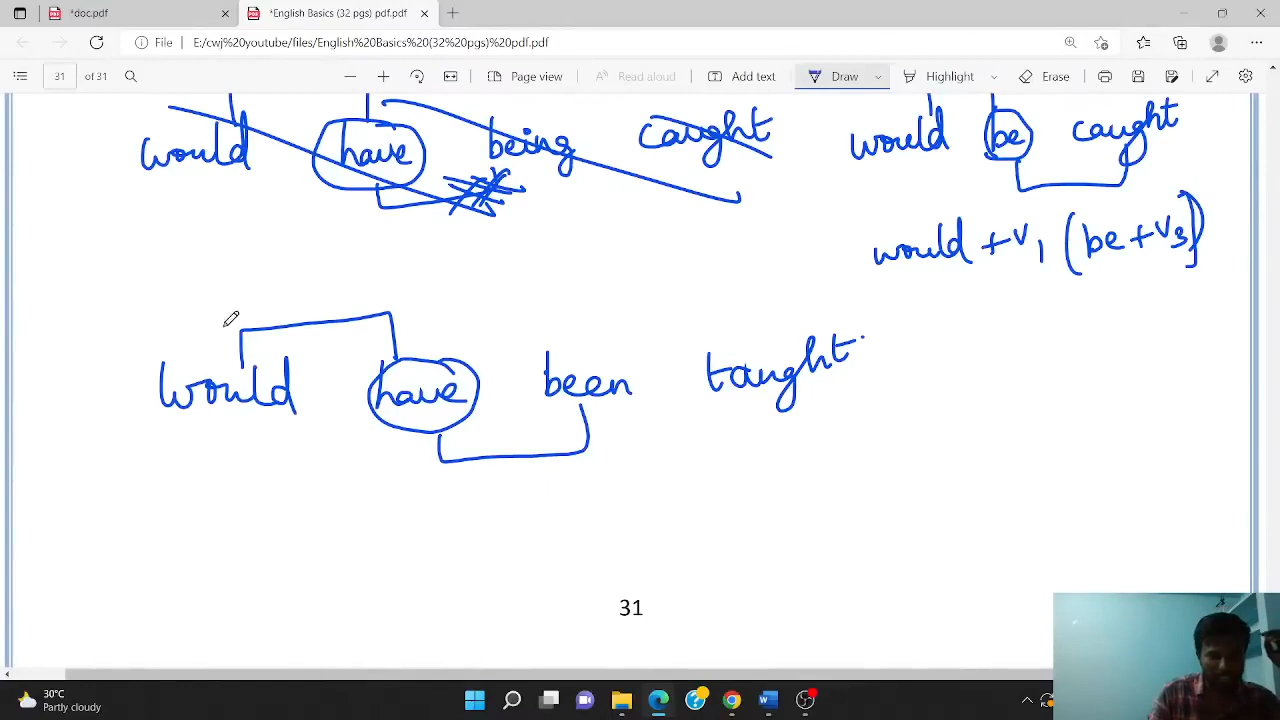 *doc.pdf
*English Basics (32 pgs) pdf.pdf
File E:/cwj%20youtube/files/English%20Basics%20(32%20pgs)%20pdf.pdf
31 of 31 Page view Read aloud Add text Draw Highlight Erase
would have being caught would be caught
would + V1 (be + V3)
would have been taught
31
30°C
Partly cloudy